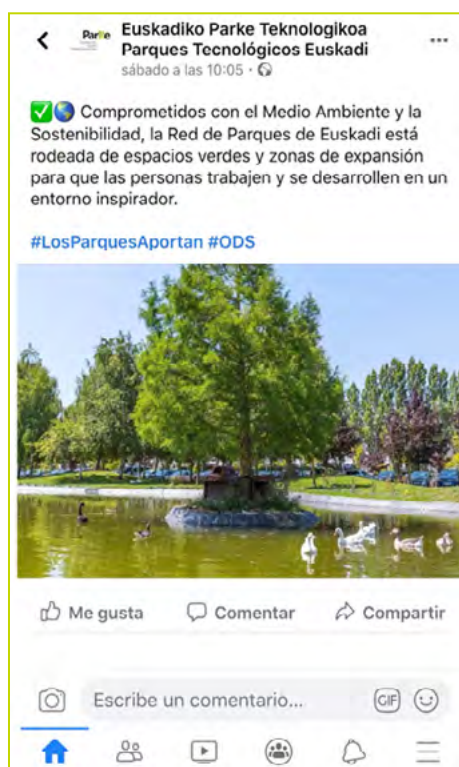 Parke
Euskadiko Parke Teknologikoa
Parques Tecnológicos Euskadi
sábado a las 10:05 ·
✅🌎 Comprometidos con el Medio Ambiente y la
Sostenibilidad, la Red de Parques de Euskadi está
rodeada de espacios verdes y zonas de expansión
para que las personas trabajen y se desarrollen en un
entorno inspirador.
#LosParquesAportan #ODS
Me gusta Comentar Compartir
Escribe un comentario... GIF